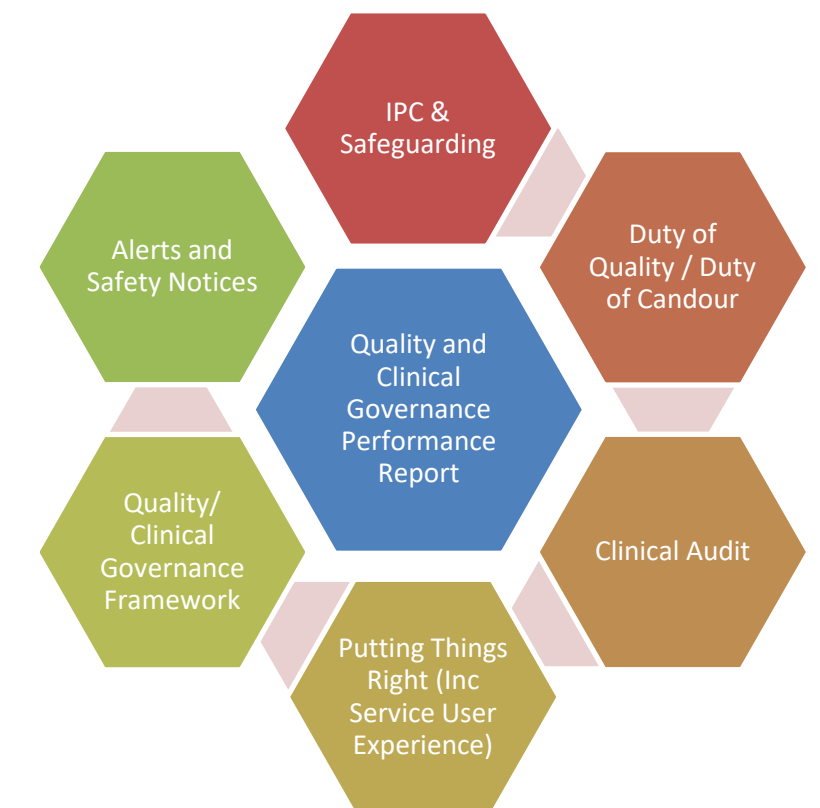 IPC &
Safeguarding
Duty of
Quality / Duty
of Candour
Clinical Audit
Putting Things
Right (Inc
Service User
Experience)
Quality/
Clinical
Governance
Framework
Alerts and
Safety Notices
Quality and
Clinical
Governance
Performance
Report